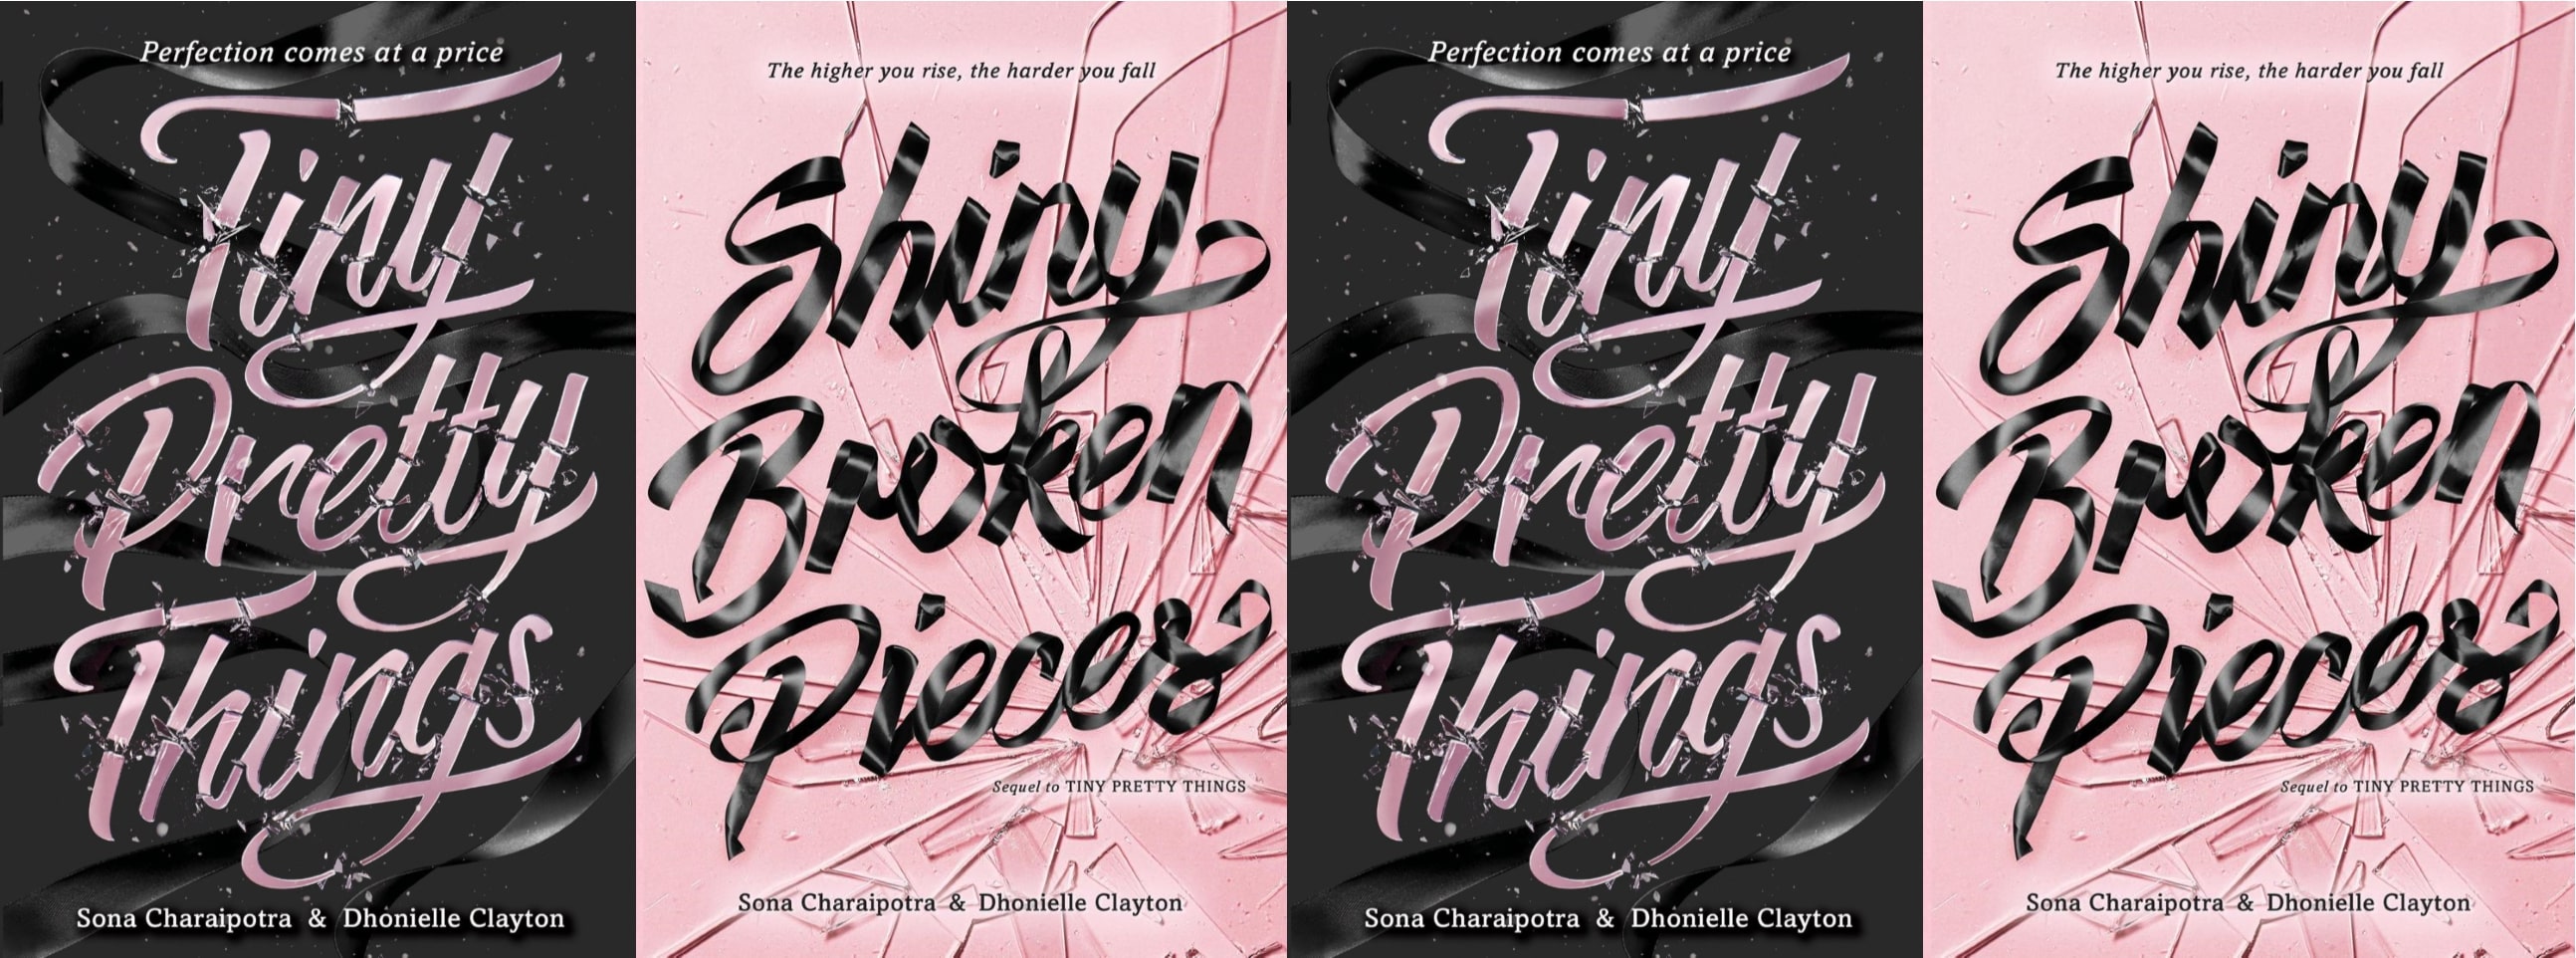 Perfection comes at a price
Tiny
Pretty
Things
Sona Charaipotra & Dhonielle Clayton
The higher you rise, the harder you fall
Shiny
Broken
Pieces
Sequel to TINY PRETTY THINGS
Sona Charaipotra & Dhonielle Clayton
Perfection comes at a price
Tiny
Pretty
Things
Sona Charaipotra & Dhonielle Clayton
The higher you rise, the harder you fall
Shiny
Broken
Pieces
Sequel to TINY PRETTY THINGS
Sona Charaipotra & Dhonielle Clayton